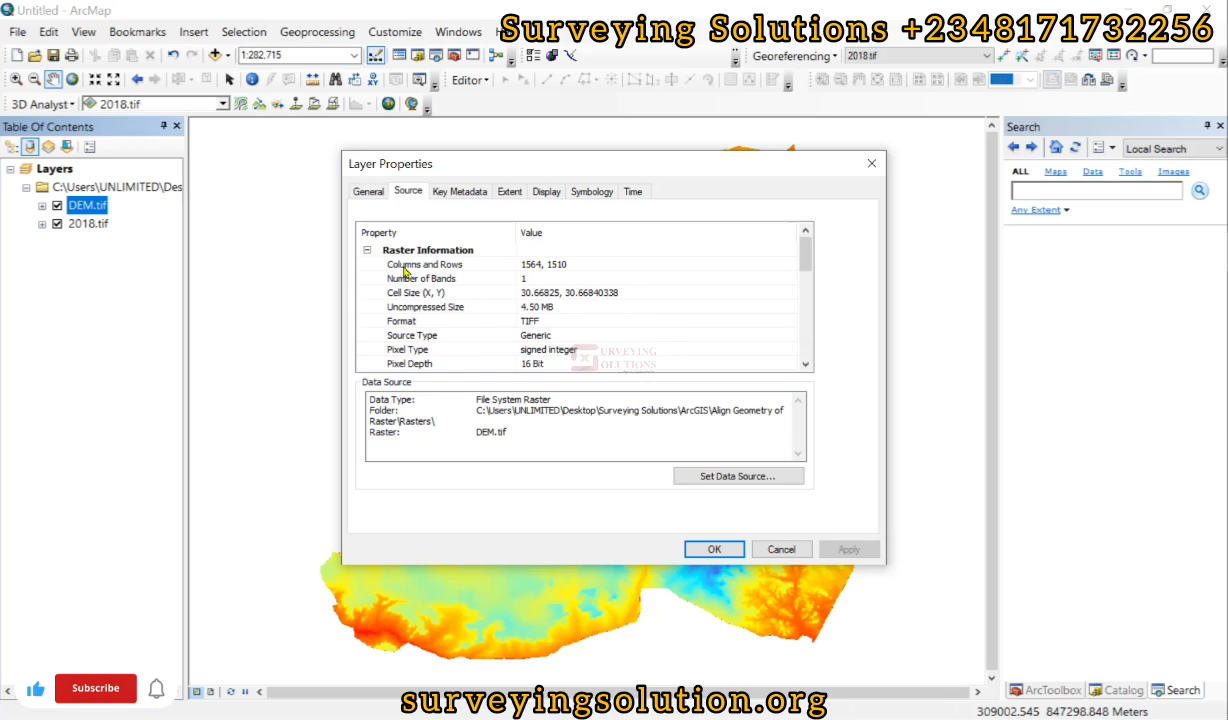 Untitled - ArcMap
Surveying Solutions +2348171732256
File Edit View Bookmarks Insert Selection Geoprocessing Customize Windows
1:282,715
Georeferencing 2018.tif
Editor
3D Analyst 2018.tif
Table Of Contents
Layers
C:\Users\UNLIMITED\Des
DEM.tif
2018.tif
Layer Properties
General Source Key Metadata Extent Display Symbology Time
Property Value
Raster Information
Columns and Rows 1564, 1510
Number of Bands 1
Cell Size (X, Y) 30.66825, 30.66840338
Uncompressed Size 4.50 MB
Format TIFF
Source Type Generic
Pixel Type signed integer
Pixel Depth 16 Bit
URVEYING
OLUTIONS
Data Source
Data Type: File System Raster
Folder: C:\Users\UNLIMITED\Desktop\Surveying Solutions\ArcGIS\Align Geometry of
Raster\Rasters\
Raster: DEM.tif
Set Data Source...
OK Cancel Apply
Search
Local Search
ALL Maps Data Tools Images
Any Extent
Subscribe
surveyingsolution.org
ArcToolbox Catalog Search
309002.545 847298.848 Meters